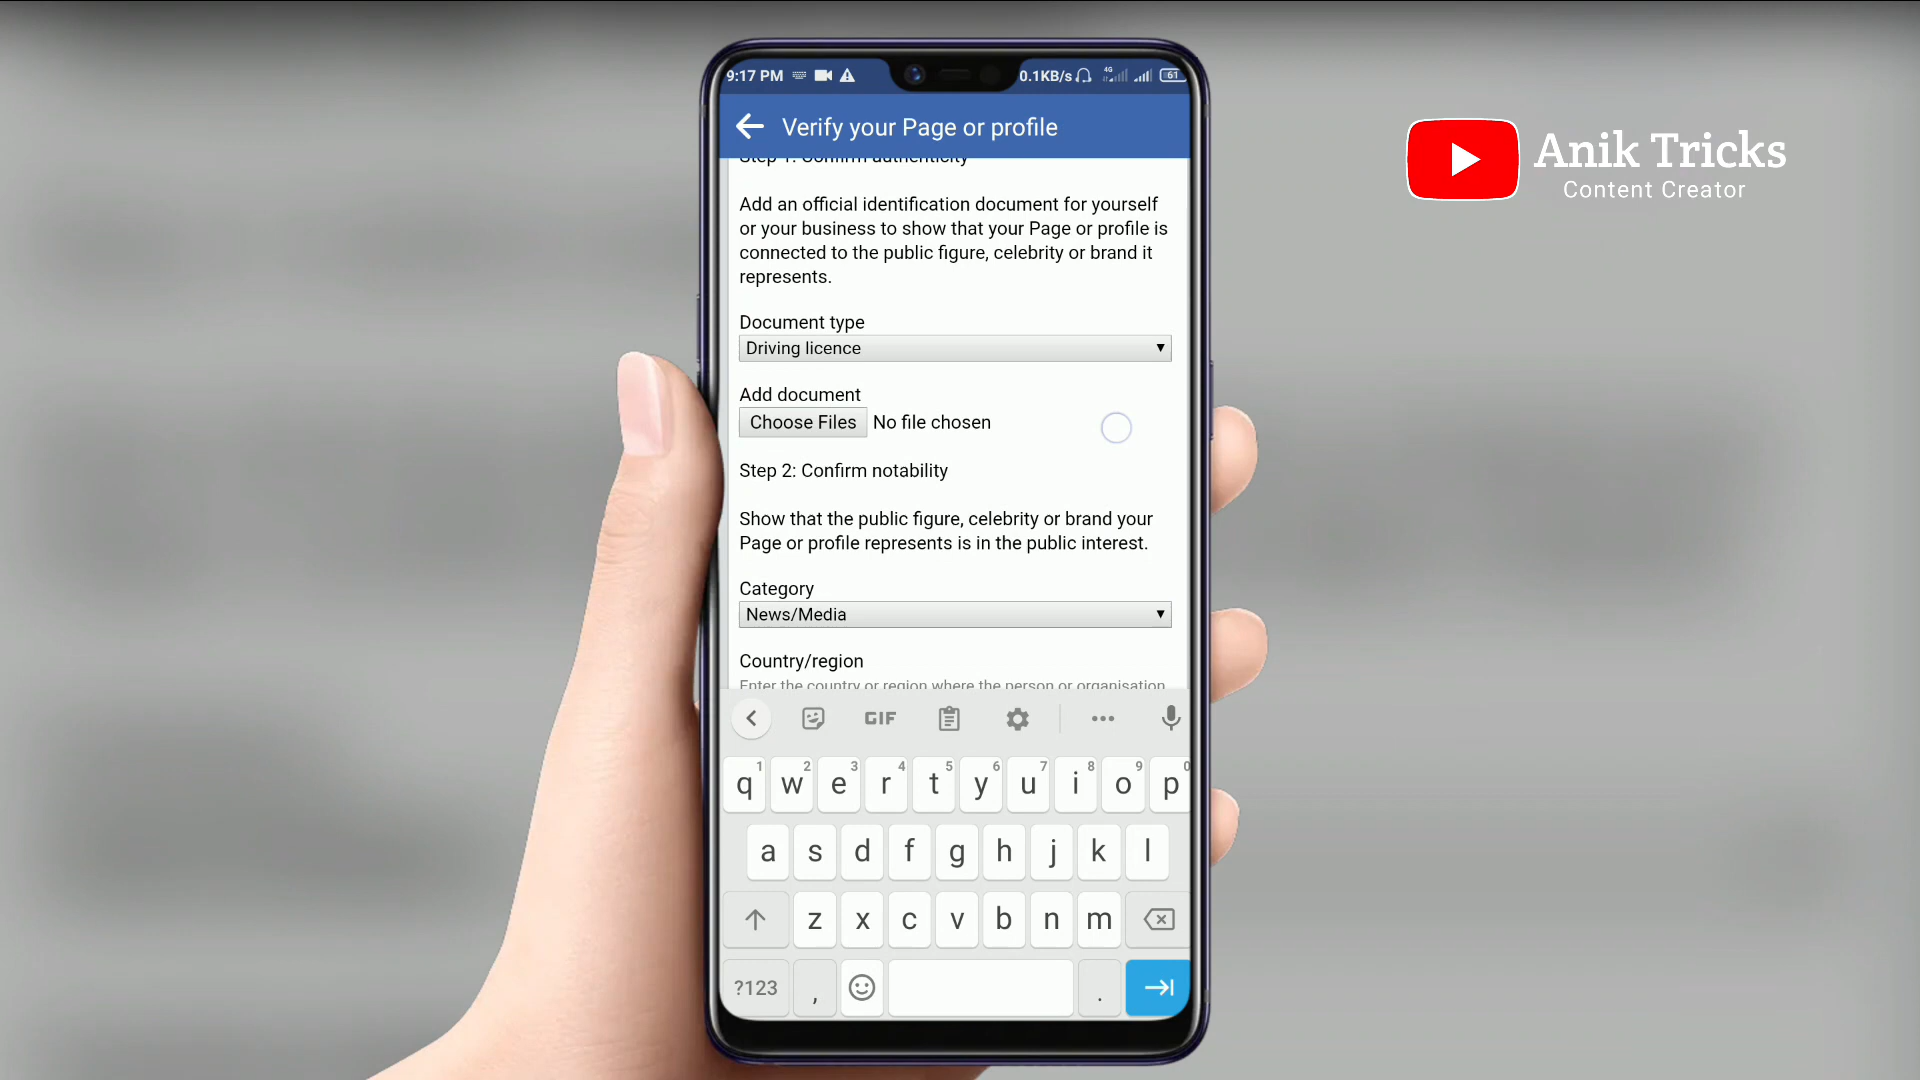 9:17 PM
0.1KB/s
4G
61
Verify your Page or profile
Step 1: Confirm authenticity
Add an official identification document for yourself
or your business to show that your Page or profile is
connected to the public figure, celebrity or brand it
represents.
Document type
Driving licence
Add document
Choose Files No file chosen
Step 2: Confirm notability
Show that the public figure, celebrity or brand your
Page or profile represents is in the public interest.
Category
News/Media
Country/region
Enter the country or region where the person or organisation
GIF
1 2 3 4 5 6 7 8 9 0
q w e r t y u i o p
a s d f g h j k l
z x c v b n m
?123 , .
Anik Tricks
Content Creator